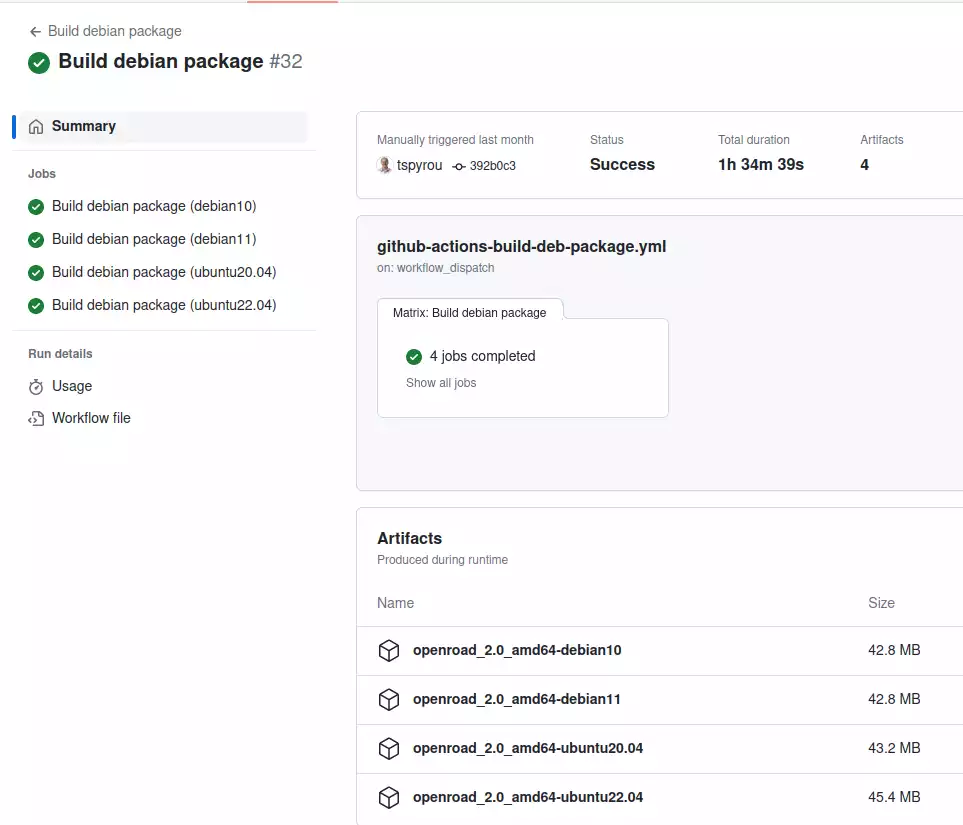 Build debian package
Build debian package #32
Summary
Jobs
Build debian package (debian10)
Build debian package (debian11)
Build debian package (ubuntu20.04)
Build debian package (ubuntu22.04)
Run details
Usage
Workflow file
Manually triggered last month
tspyrou 392b0c3
Status
Success
Total duration
1h 34m 39s
Artifacts
4
github-actions-build-deb-package.yml
on: workflow_dispatch
Matrix: Build debian package
4 jobs completed
Show all jobs
Artifacts
Produced during runtime
Name Size
openroad_2.0_amd64-debian10 42.8 MB
openroad_2.0_amd64-debian11 42.8 MB
openroad_2.0_amd64-ubuntu20.04 43.2 MB
openroad_2.0_amd64-ubuntu22.04 45.4 MB